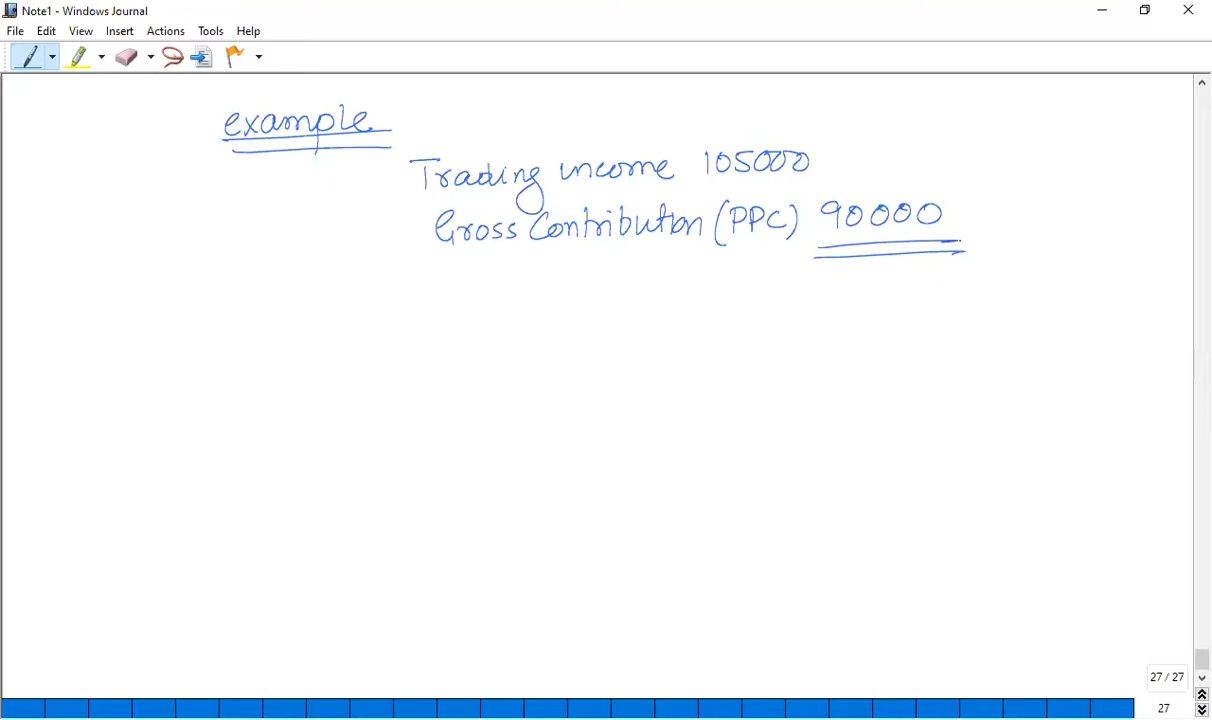 Note1 - Windows Journal
File Edit View Insert Actions Tools Help
example
Trading income 105000
Gross Contribution (PPC) 90000
27 / 27
27